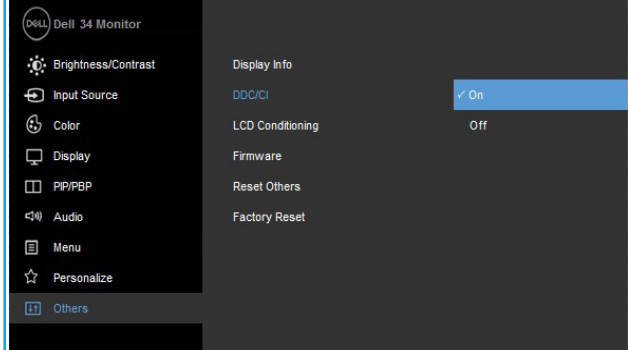 DELL Dell 34 Monitor
Brightness/Contrast
Input Source
Color
Display
PIP/PBP
Audio
Menu
Personalize
Others
Display Info
DDC/CI
LCD Conditioning
Firmware
Reset Others
Factory Reset
✓ On
Off